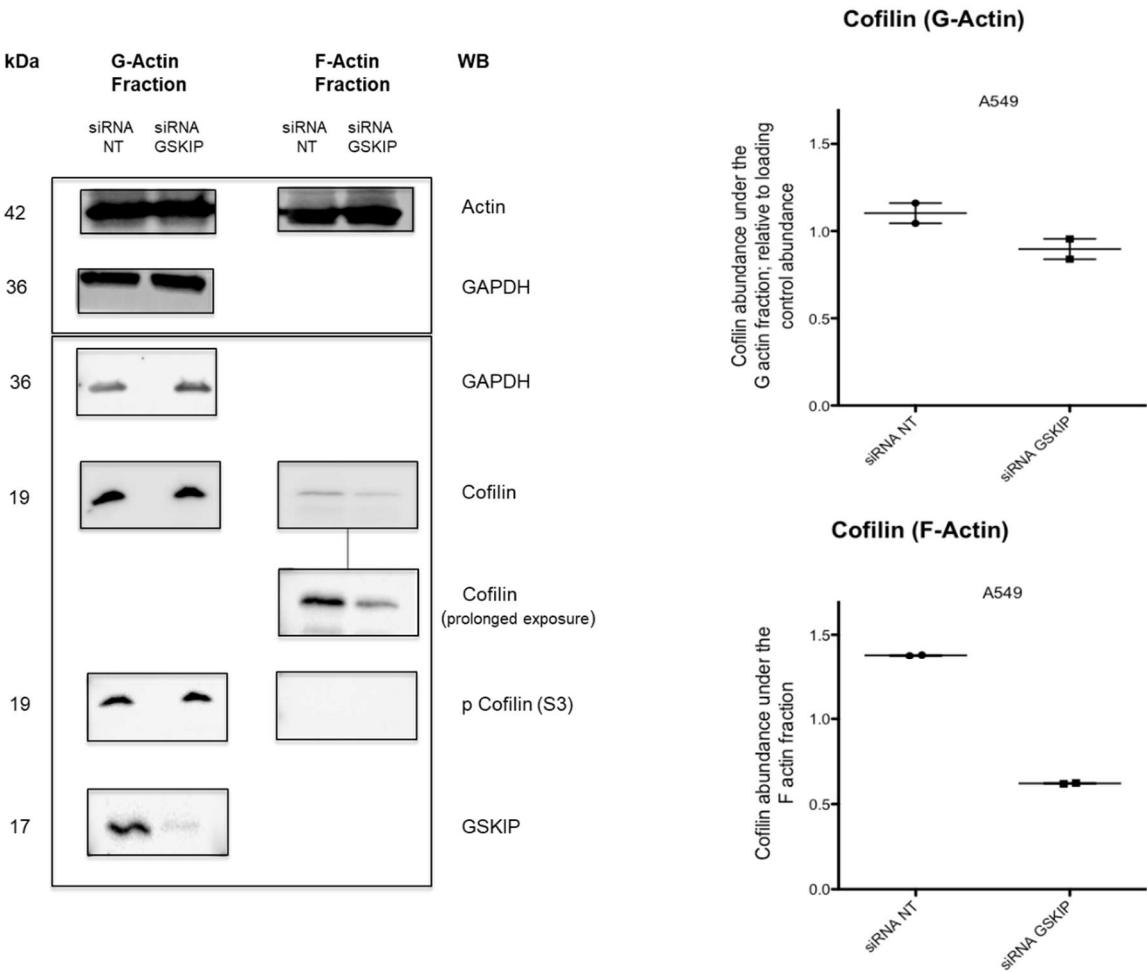 kDa
G-Actin
Fraction
F-Actin
Fraction
WB
siRNA
NT
siRNA
GSKIP
siRNA
NT
siRNA
GSKIP
42
Actin
36
GAPDH
36
GAPDH
19
Cofilin
Cofilin
(prolonged exposure)
19
p Cofilin (S3)
17
GSKIP
Cofilin (G-Actin)
A549
Cofilin abundance under the
G actin fraction; relative to loading
control abundance
1.5
1.0
0.5
0.0
siRNA NT
siRNA GSKIP
Cofilin (F-Actin)
A549
Cofilin abundance under the
F actin fraction
1.5
1.0
0.5
0.0
siRNA NT
siRNA GSKIP